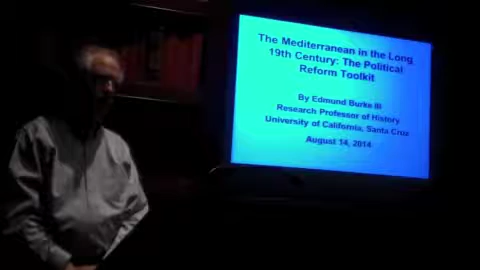 The Mediterranean in the Long
19th Century: The Political
Reform Toolkit
By Edmund Burke III
Research Professor of History
University of California, Santa Cruz
August 14, 2014